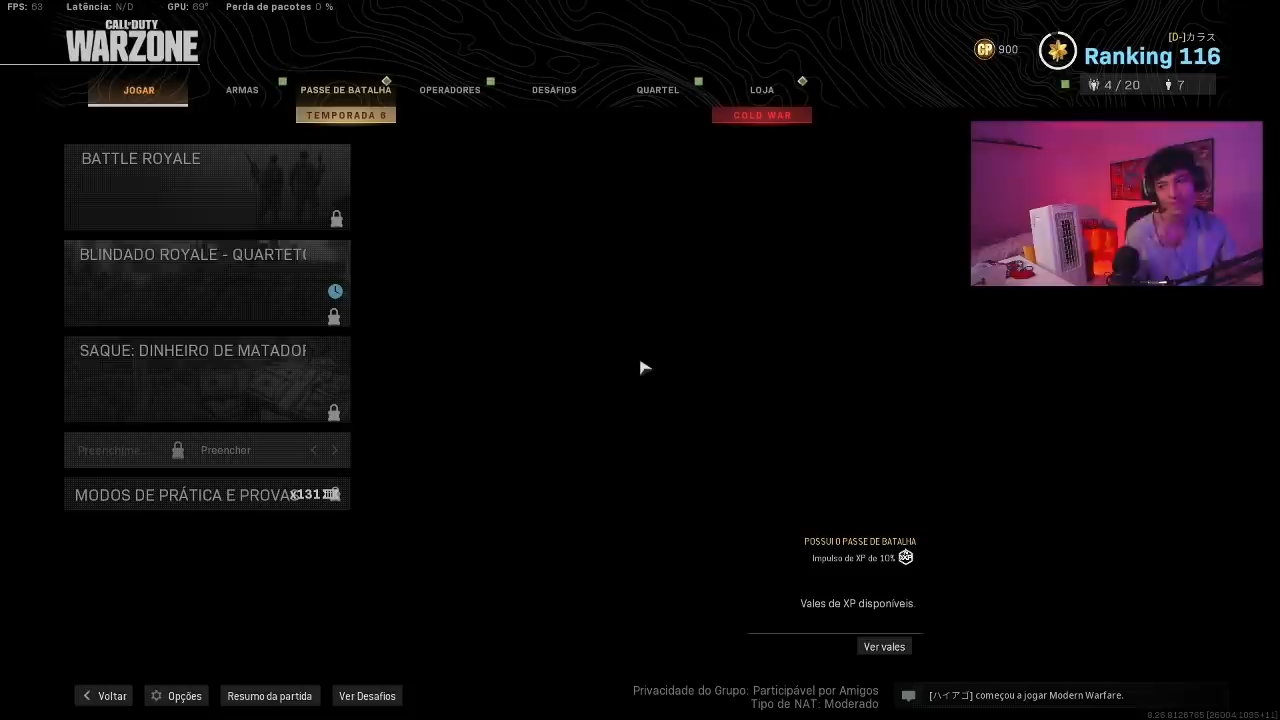 FPS: 63 Latência: N/D GPU: 69° Perda de pacotes 0 %
CALL OF DUTY
WARZONE
CP 900
[D-]カラス
Ranking 116
4 / 20 7
JOGAR ARMAS PASSE DE BATALHA OPERADORES DESAFIOS QUARTEL LOJA
TEMPORADA 6 COLD WAR
BATTLE ROYALE
BLINDADO ROYALE - QUARTET
SAQUE: DINHEIRO DE MATADO
Preenchime... Preencher
MODOS DE PRÁTICA E PROVAS
POSSUI O PASSE DE BATALHA
Impulso de XP de 10%
Vales de XP disponíveis.
Ver vales
Voltar Opções Resumo da partida Ver Desafios
Privacidade do Grupo: Participável por Amigos
Tipo de NAT: Moderado
[ハイアゴ] começou a jogar Modern Warfare.